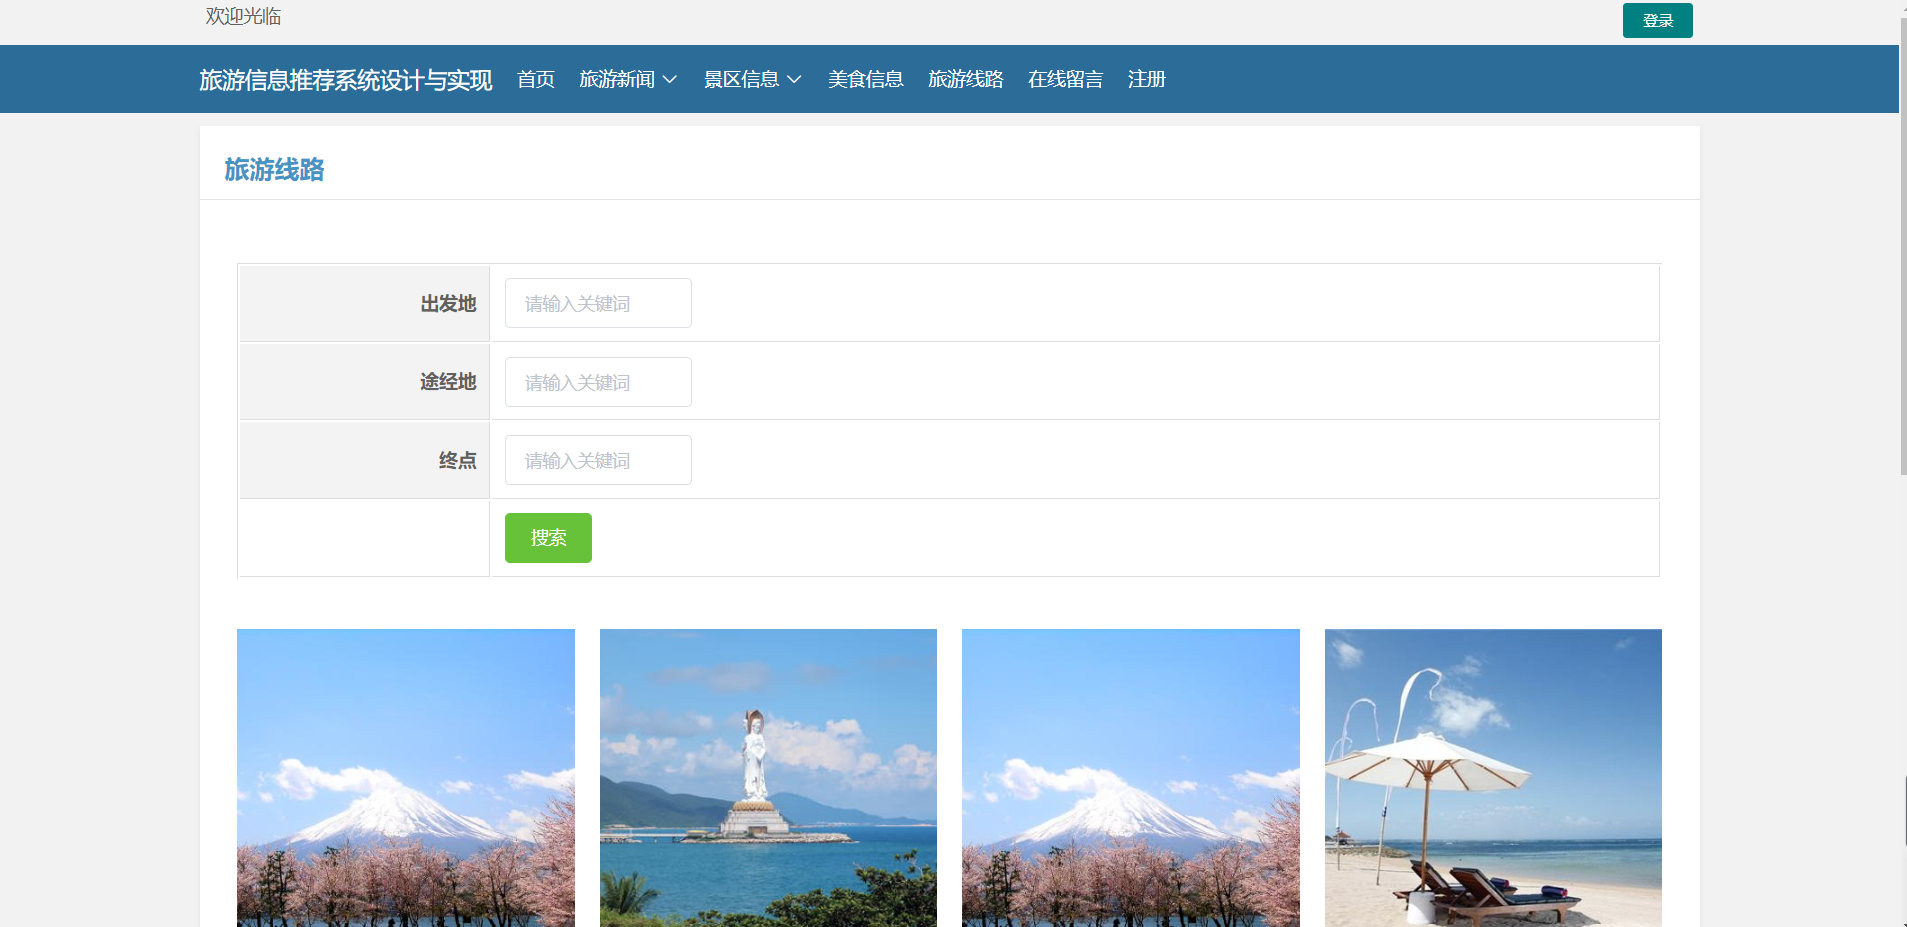 欢迎光临
登录
旅游信息推荐系统设计与实现 首页 旅游新闻 景区信息 美食信息 旅游线路 在线留言 注册
旅游线路
出发地 请输入关键词
途经地 请输入关键词
终点 请输入关键词
搜索